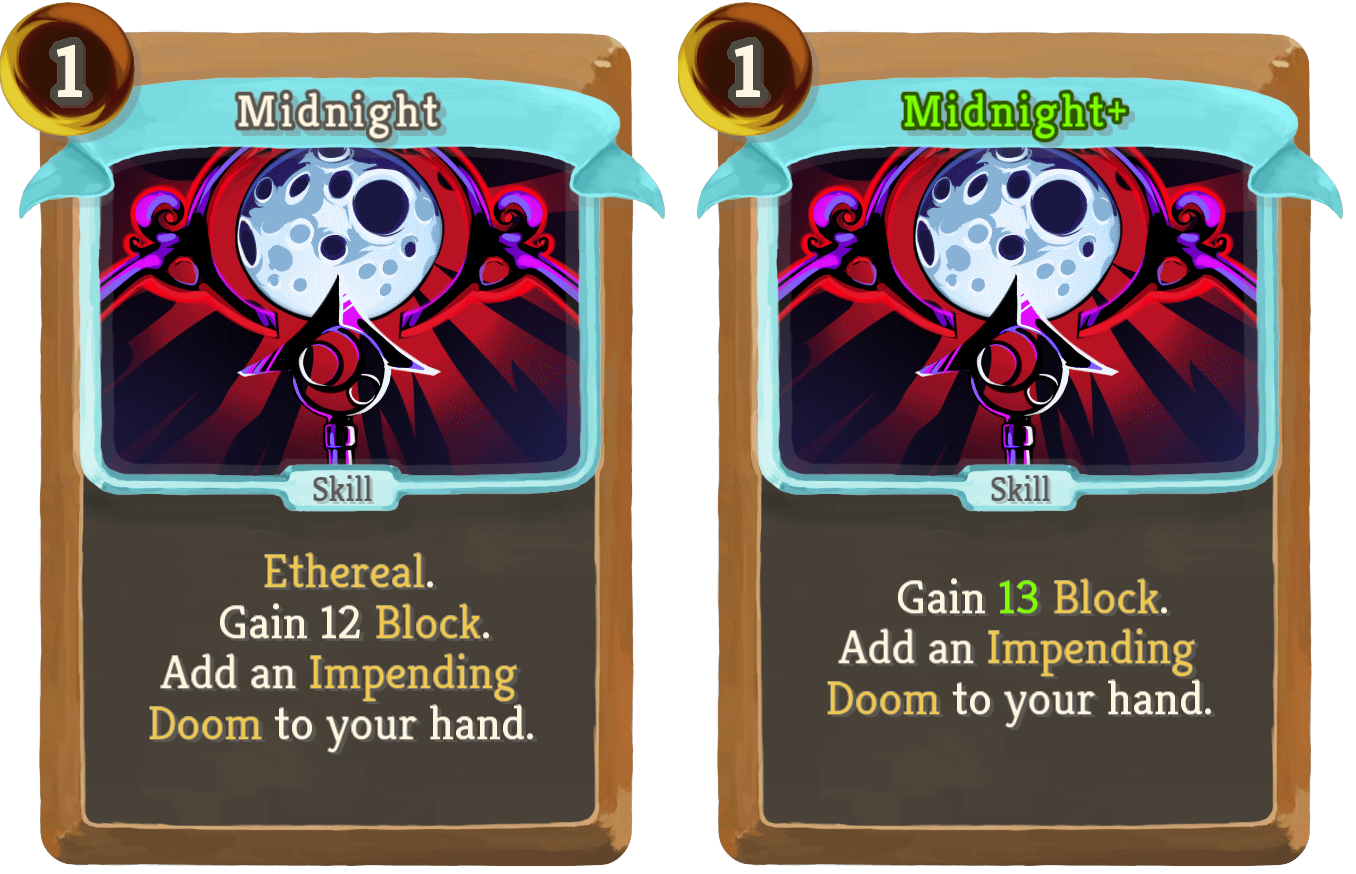 1
Midnight
Skill
Ethereal.
Gain 12 Block.
Add an Impending
Doom to your hand.
1
Midnight+
Skill
Gain 13 Block.
Add an Impending
Doom to your hand.